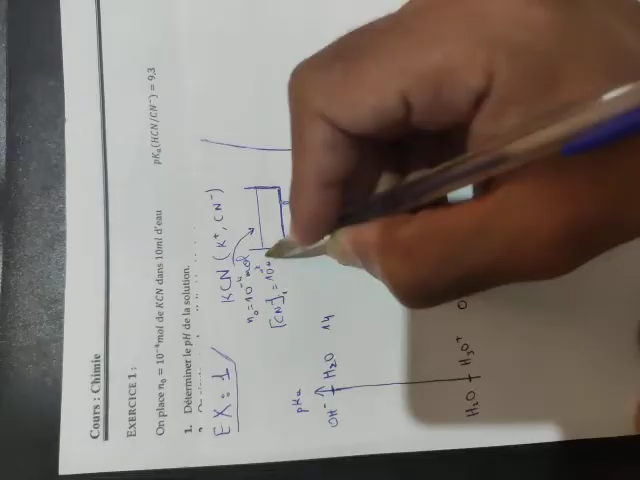 Cours : Chimie
EXERCICE 1 :
On place n₀ = 10⁻⁴mol de KCN dans 10ml d'eau pKₐ(HCN/CN⁻) = 9,3
1. Déterminer le pH de la solution.
EX: 1
KCN (K⁺, CN⁻)
n₀=10⁻⁴mol
[CN⁻]ᵢ = 10⁻²
pKa
OH⁻ H₂O 14
H₂O H₃O⁺ 0